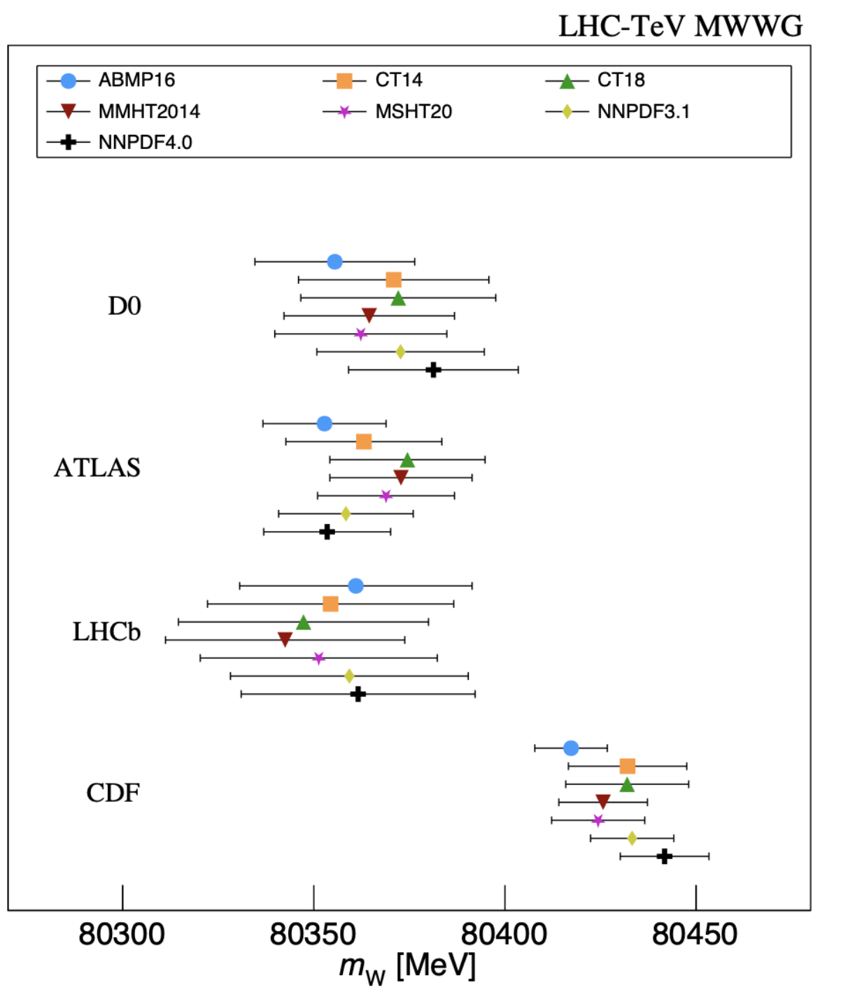 LHC-TeV MWWG
ABMP16 CT14 CT18
MMHT2014 MSHT20 NNPDF3.1
NNPDF4.0
D0
ATLAS
LHCb
CDF
80300 80350 80400 80450
mW [MeV]